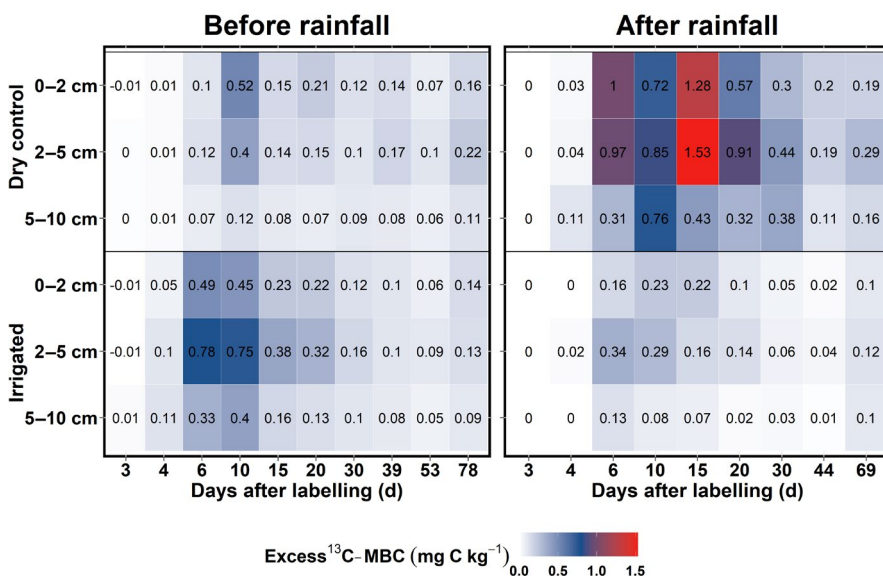 Before rainfall After rainfall
Dry control
0–2 cm -0.01 0.01 0.1 0.52 0.15 0.21 0.12 0.14 0.07 0.16 0 0.03 1 0.72 1.28 0.57 0.3 0.2 0.19
2–5 cm 0 0.01 0.12 0.4 0.14 0.15 0.1 0.17 0.1 0.22 0 0.04 0.97 0.85 1.53 0.91 0.44 0.19 0.29
5–10 cm 0 0.01 0.07 0.12 0.08 0.07 0.09 0.08 0.06 0.11 0 0.11 0.31 0.76 0.43 0.32 0.38 0.11 0.16
Irrigated
0–2 cm -0.01 0.05 0.49 0.45 0.23 0.22 0.12 0.1 0.06 0.14 0 0 0.16 0.23 0.22 0.1 0.05 0.02 0.1
2–5 cm -0.01 0.1 0.78 0.75 0.38 0.32 0.16 0.1 0.09 0.13 0 0.02 0.34 0.29 0.16 0.14 0.06 0.04 0.12
5–10 cm 0.01 0.11 0.33 0.4 0.16 0.13 0.1 0.08 0.05 0.09 0 0 0.13 0.08 0.07 0.02 0.03 0.01 0.1
3 4 6 10 15 20 30 39 53 78 3 4 6 10 15 20 30 44 69
Days after labelling (d) Days after labelling (d)
Excess ¹³C–MBC (mg C kg⁻¹)
0.0 0.5 1.0 1.5